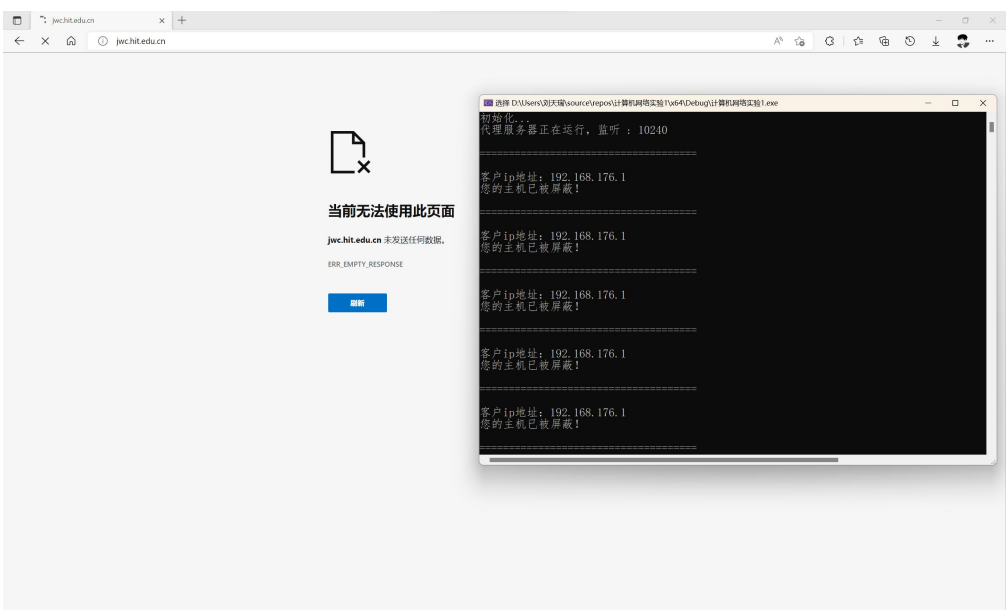 jwc.hit.edu.cn
jwc.hit.edu.cn
当前无法使用此页面
jwc.hit.edu.cn 未发送任何数据。
ERR_EMPTY_RESPONSE
刷新
选择 D:\Users\刘天瑞\source\repos\计算机网络实验1\x64\Debug\计算机网络实验1.exe
初始化...
代理服务器正在运行，监听 : 10240
=====================================
客户ip地址: 192.168.176.1
您的主机已被屏蔽!
=====================================
客户ip地址: 192.168.176.1
您的主机已被屏蔽!
=====================================
客户ip地址: 192.168.176.1
您的主机已被屏蔽!
=====================================
客户ip地址: 192.168.176.1
您的主机已被屏蔽!
=====================================
客户ip地址: 192.168.176.1
您的主机已被屏蔽!
=====================================